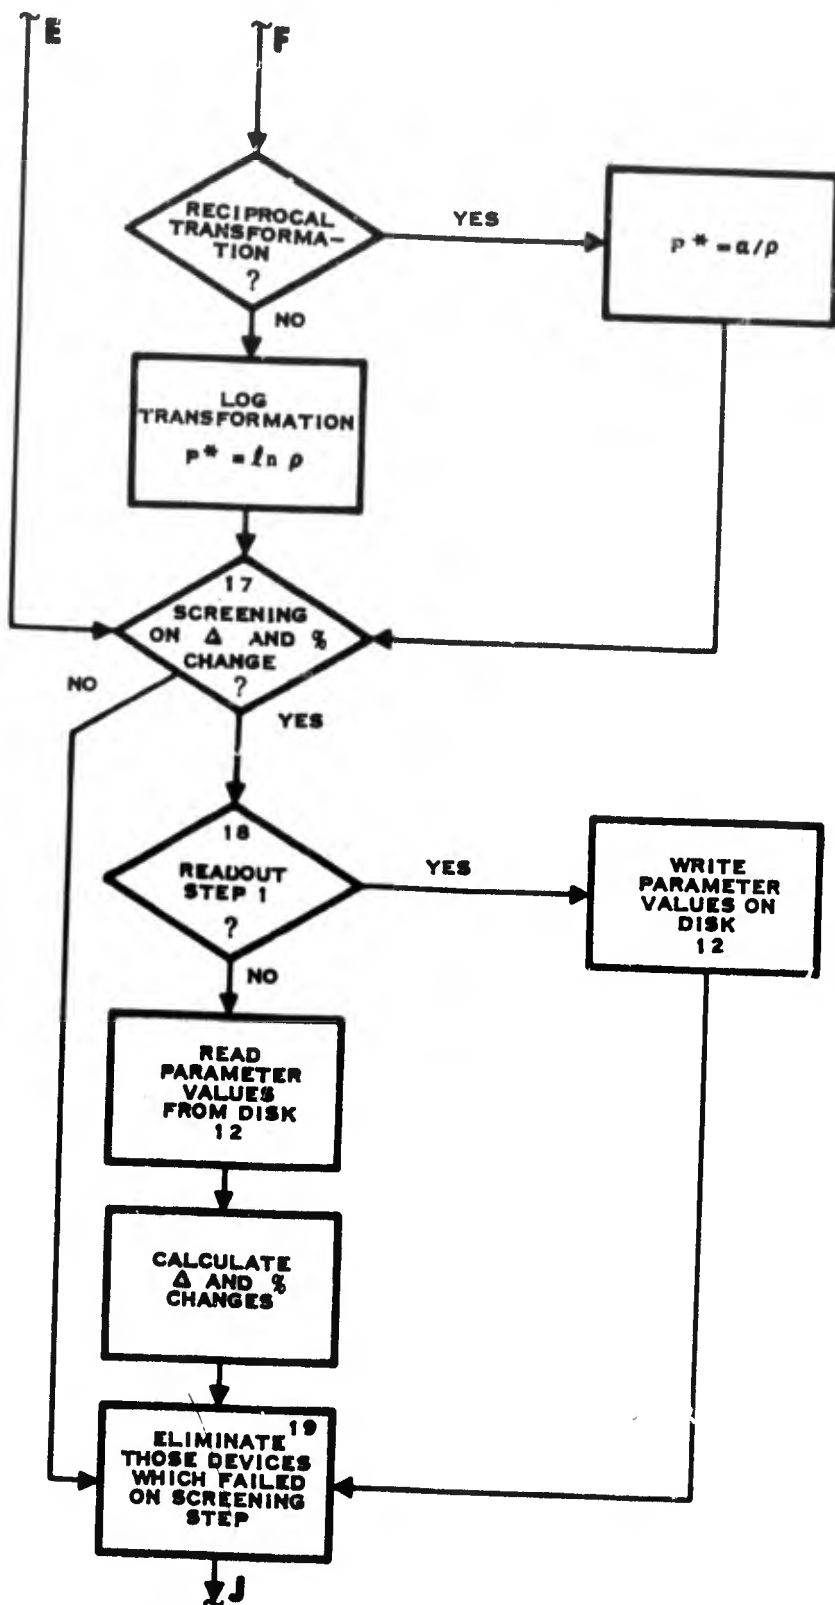 E
F
RECIPROCAL
TRANSFORMA-
TION
?
YES
P* = a/ρ
NO
LOG
TRANSFORMATION
P* = ln ρ
17
SCREENING
ON Δ AND %
CHANGE
?
NO
YES
18
READOUT
STEP 1
?
YES
WRITE
PARAMETER
VALUES ON
DISK
12
NO
READ
PARAMETER
VALUES
FROM DISK
12
CALCULATE
Δ AND %
CHANGES
19
ELIMINATE
THOSE DEVICES
WHICH FAILED
ON SCREENING
STEP
J